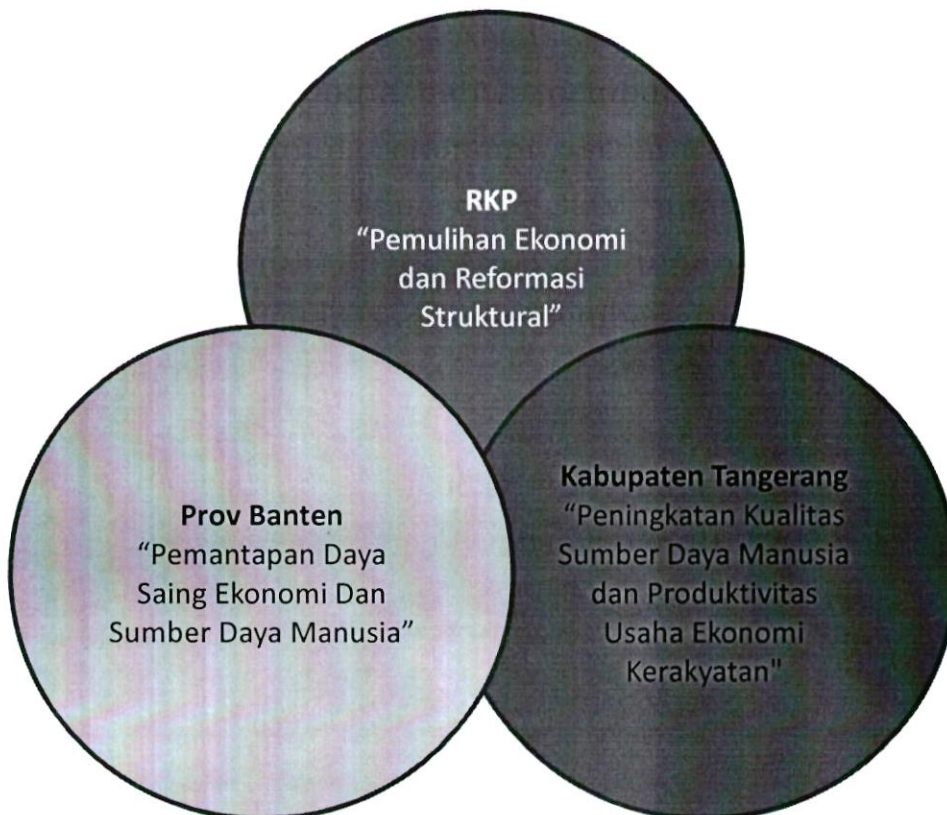 RKP
“Pemulihan Ekonomi
dan Reformasi
Struktural”
Prov Banten
“Pemantapan Daya
Saing Ekonomi Dan
Sumber Daya Manusia”
Kabupaten Tangerang
“Peningkatan Kualitas
Sumber Daya Manusia
dan Produktivitas
Usaha Ekonomi
Kerakyatan"